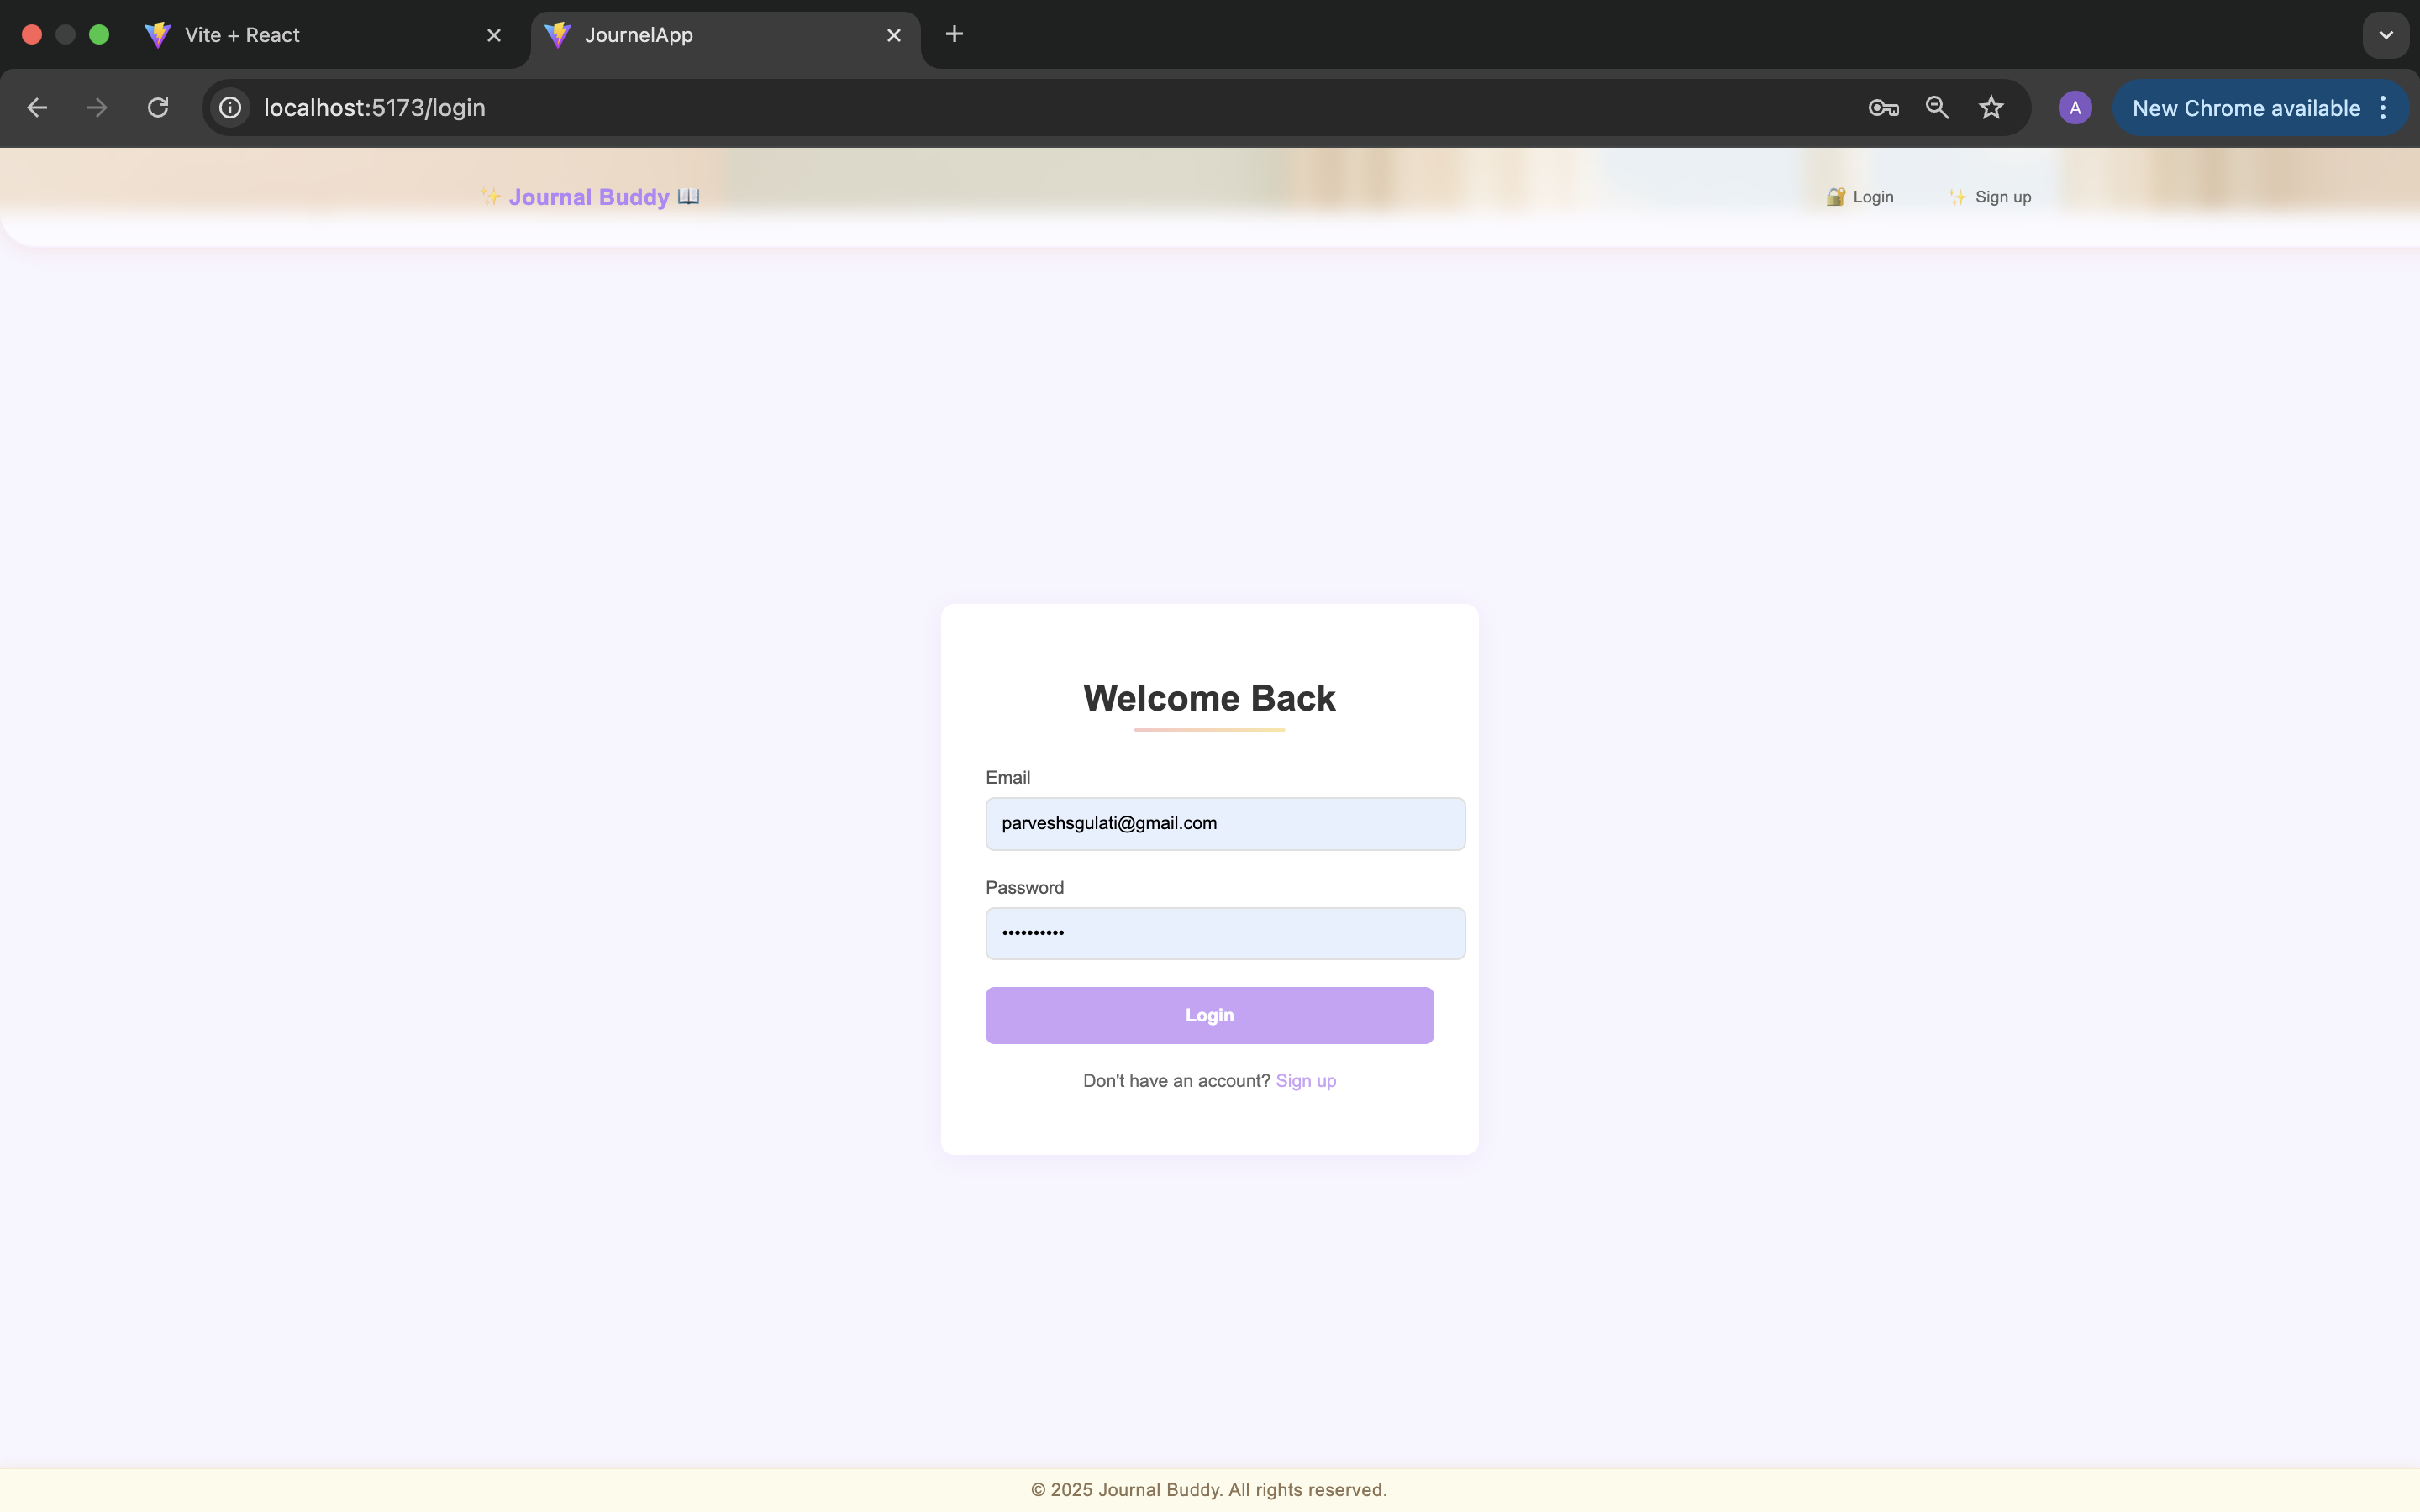 Vite + React
JournelApp
localhost:5173/login
A
New Chrome available
✨ Journal Buddy 📖
🔐 Login
✨ Sign up
Welcome Back
Email
parveshsgulati@gmail.com
Password
••••••••••
Login
Don't have an account? Sign up
© 2025 Journal Buddy. All rights reserved.